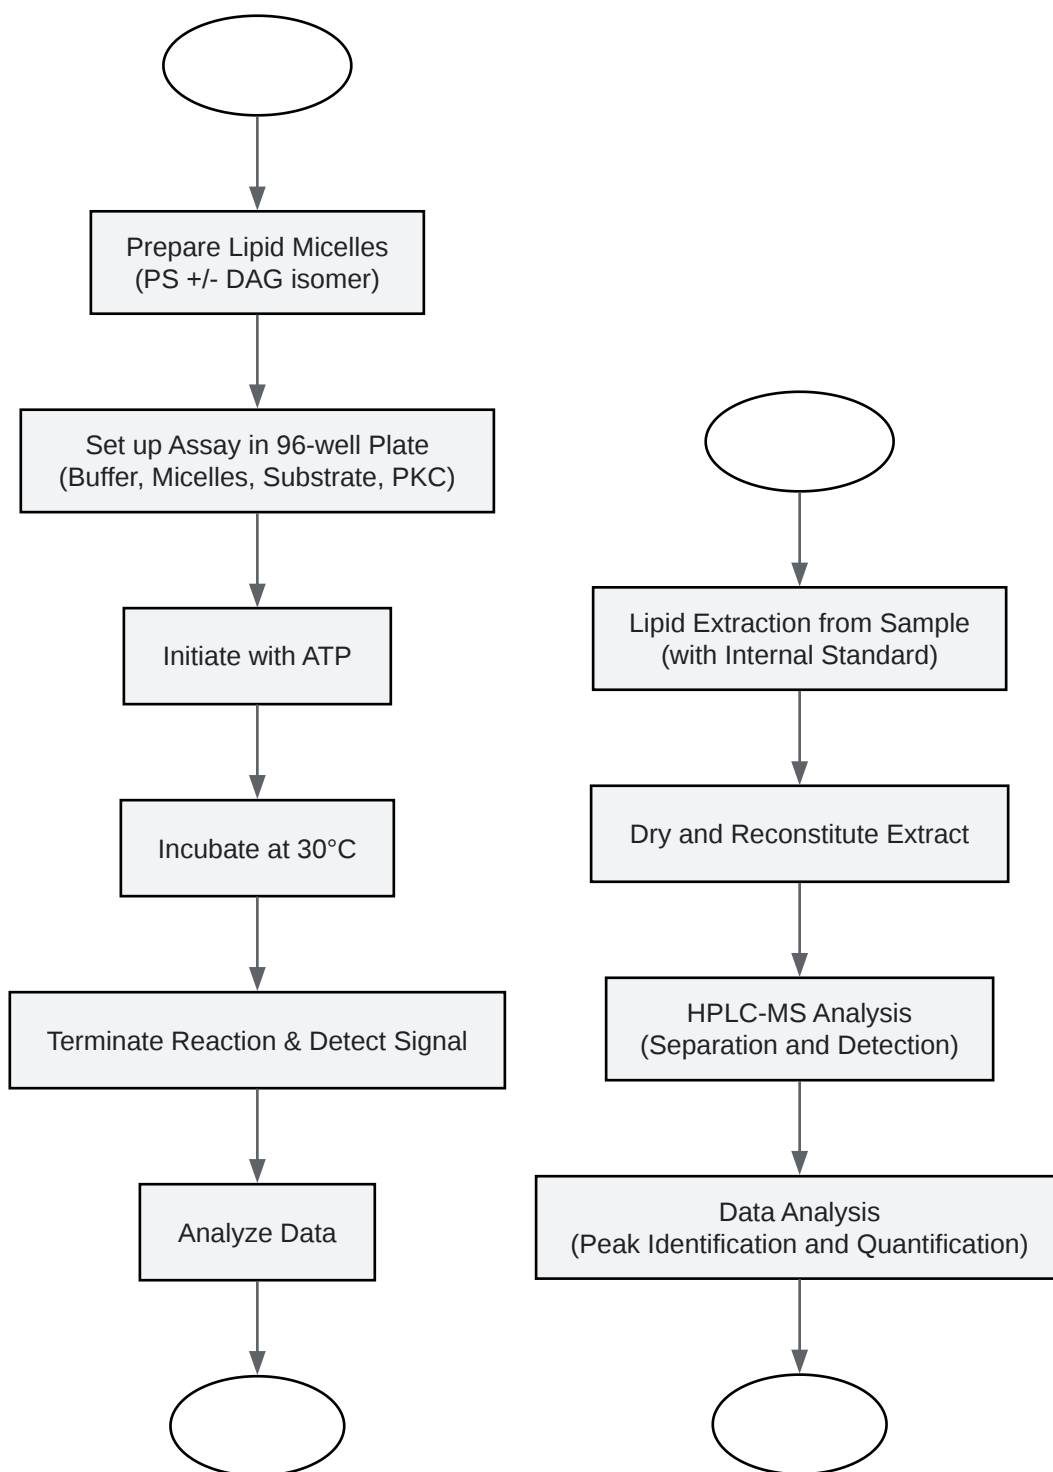 Prepare Lipid Micelles
(PS +/- DAG isomer)
Set up Assay in 96-well Plate
(Buffer, Micelles, Substrate, PKC)
Initiate with ATP
Incubate at 30°C
Terminate Reaction & Detect Signal
Analyze Data
Lipid Extraction from Sample
(with Internal Standard)
Dry and Reconstitute Extract
HPLC-MS Analysis
(Separation and Detection)
Data Analysis
(Peak Identification and Quantification)